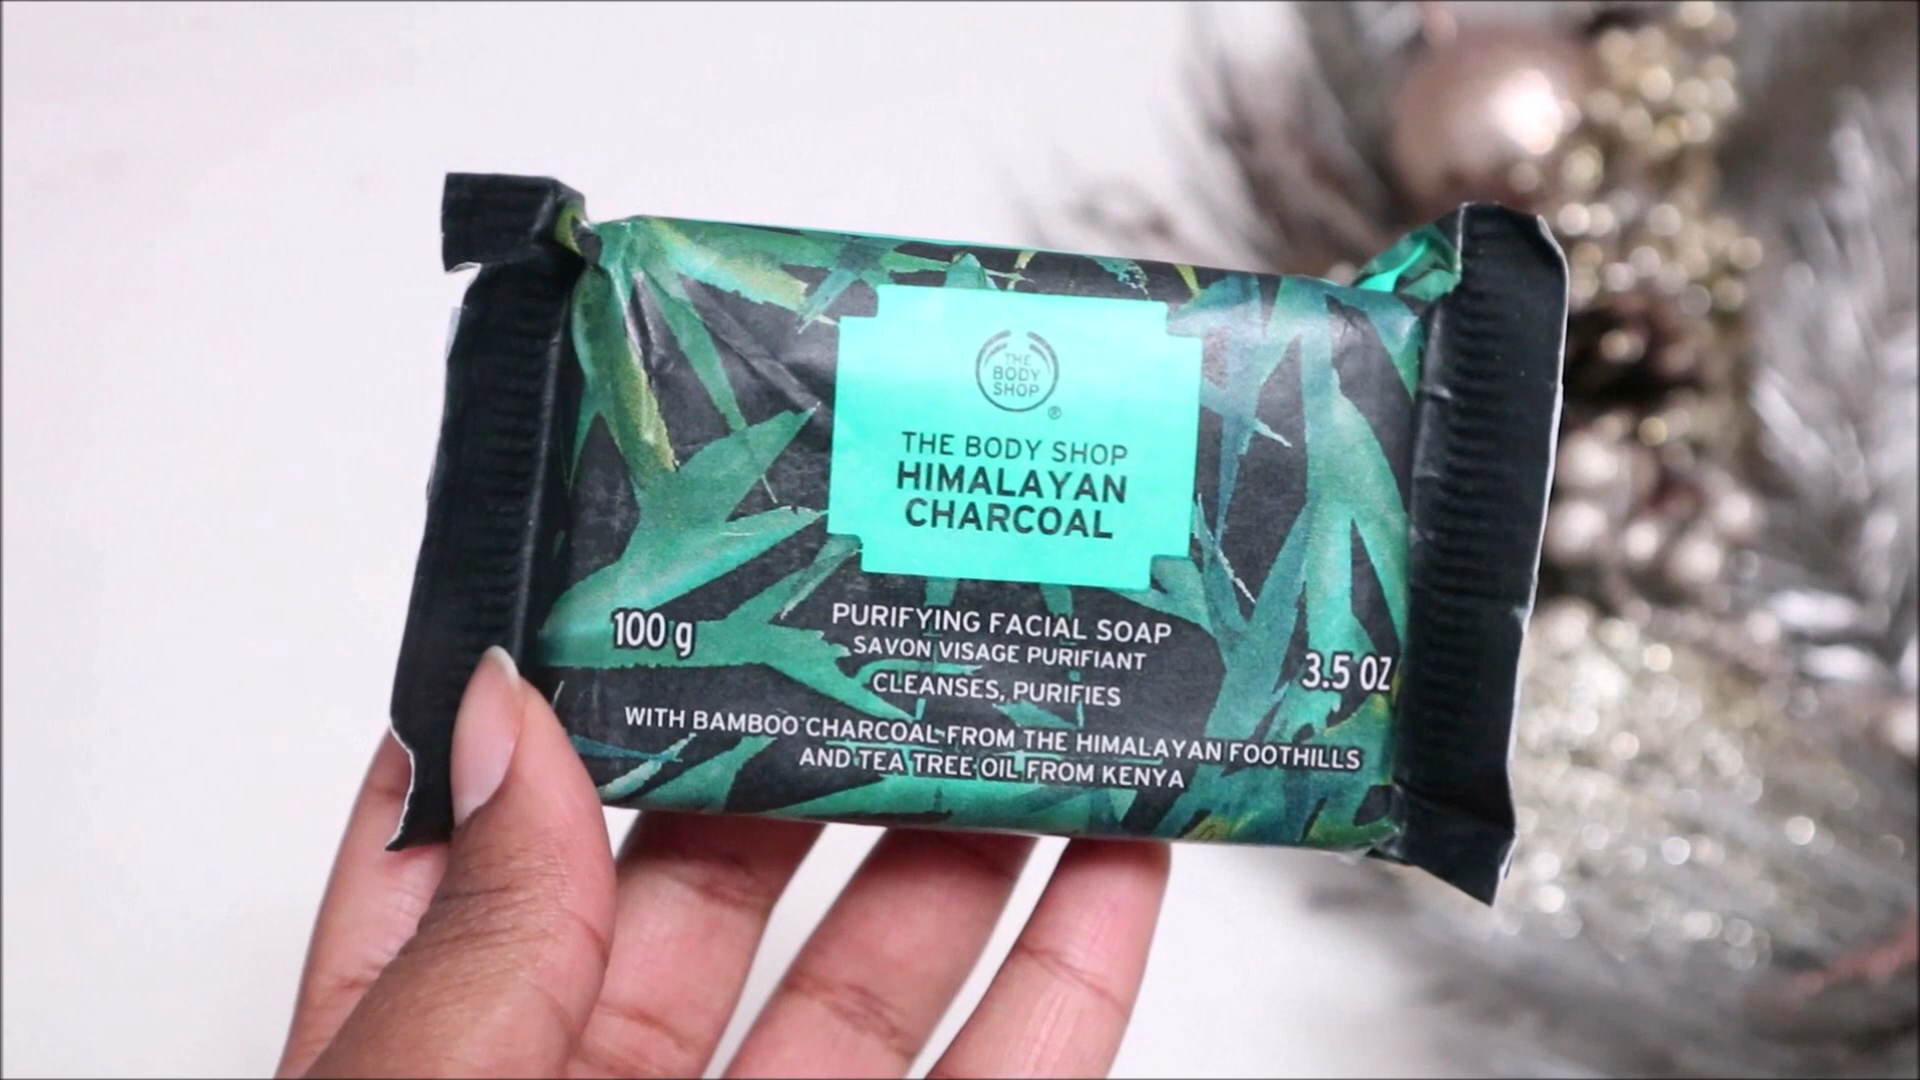 THE
BODY
SHOP
®
THE BODY SHOP
HIMALAYAN
CHARCOAL
PURIFYING FACIAL SOAP
SAVON VISAGE PURIFIANT
CLEANSES, PURIFIES
100 g
3.5 OZ
WITH BAMBOO CHARCOAL FROM THE HIMALAYAN FOOTHILLS
AND TEA TREE OIL FROM KENYA